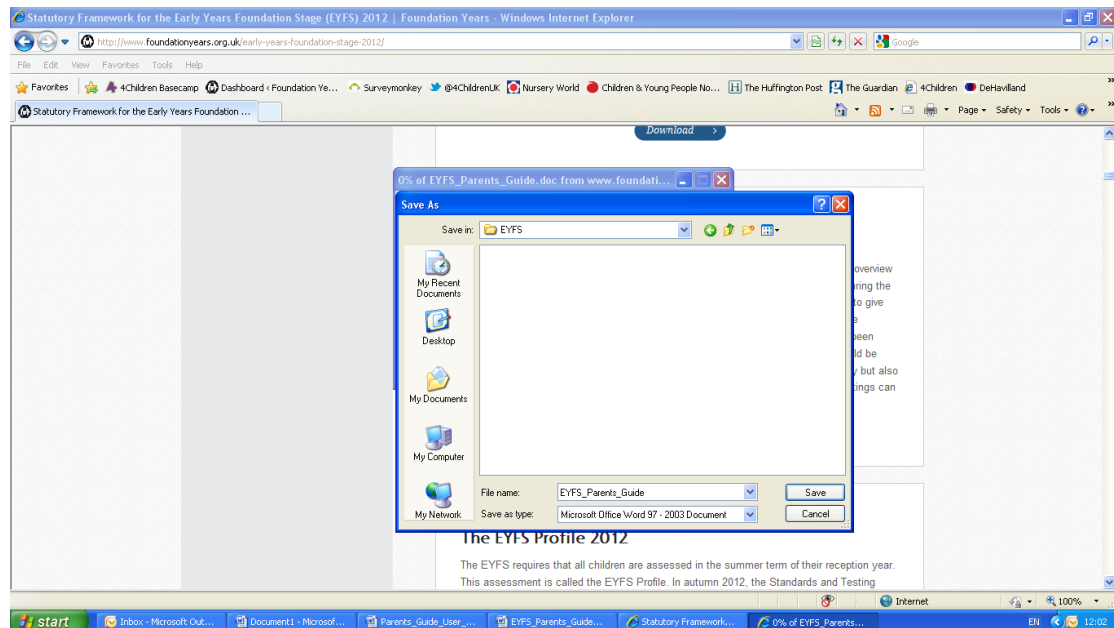 Statutory Framework for the Early Years Foundation Stage (EYFS) 2012 | Foundation Years - Windows Internet Explorer
http://www.foundationyears.org.uk/early-years-foundation-stage-2012/
Google
File Edit View Favorites Tools Help
Favorites 4Children Basecamp Dashboard ‹ Foundation Ye... Surveymonkey @4ChildrenUK Nursery World Children & Young People No... The Huffington Post The Guardian 4Children DeHavilland »
Statutory Framework for the Early Years Foundation ... Page Safety Tools »
Download
0% of EYFS_Parents_Guide.doc from www.foundati...
Save As
Save in: EYFS
My Recent Documents
Desktop
My Documents
My Computer
My Network
overview
ring the
to give
een
ld be
y but also
tings can
File name: EYFS_Parents_Guide Save
Save as type: Microsoft Office Word 97 - 2003 Document Cancel
The EYFS Profile 2012
The EYFS requires that all children are assessed in the summer term of their reception year.
This assessment is called the EYFS Profile. In autumn 2012, the Standards and Testing
Internet 100%
start Inbox - Microsoft Out... Document1 - Microsof... Parents_Guide_User_... EYFS_Parents_Guide... Statutory Framework... 0% of EYFS_Parents... EN 12:02